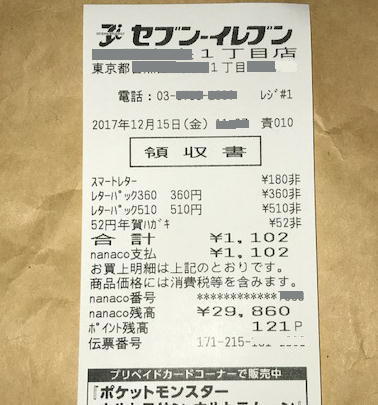 セブン-イレブン
１丁目店
東京都 １丁目
電話：03- レジ#1
2017年12月15日(金) 責010
領収書
スマートレター ¥180非
レターパック360 360円 ¥360非
レターパック510 510円 ¥510非
52円年賀ハガキ ¥52非
合計 ¥1,102
nanaco支払 ¥1,102
お買上明細は上記のとおりです。
商品価格には消費税等を含みます。
nanaco番号 ************
nanaco残高 ¥29,860
ポイント残高 121P
伝票番号 171-215-
プリペイドカードコーナーで販売中
『ポケットモンスター